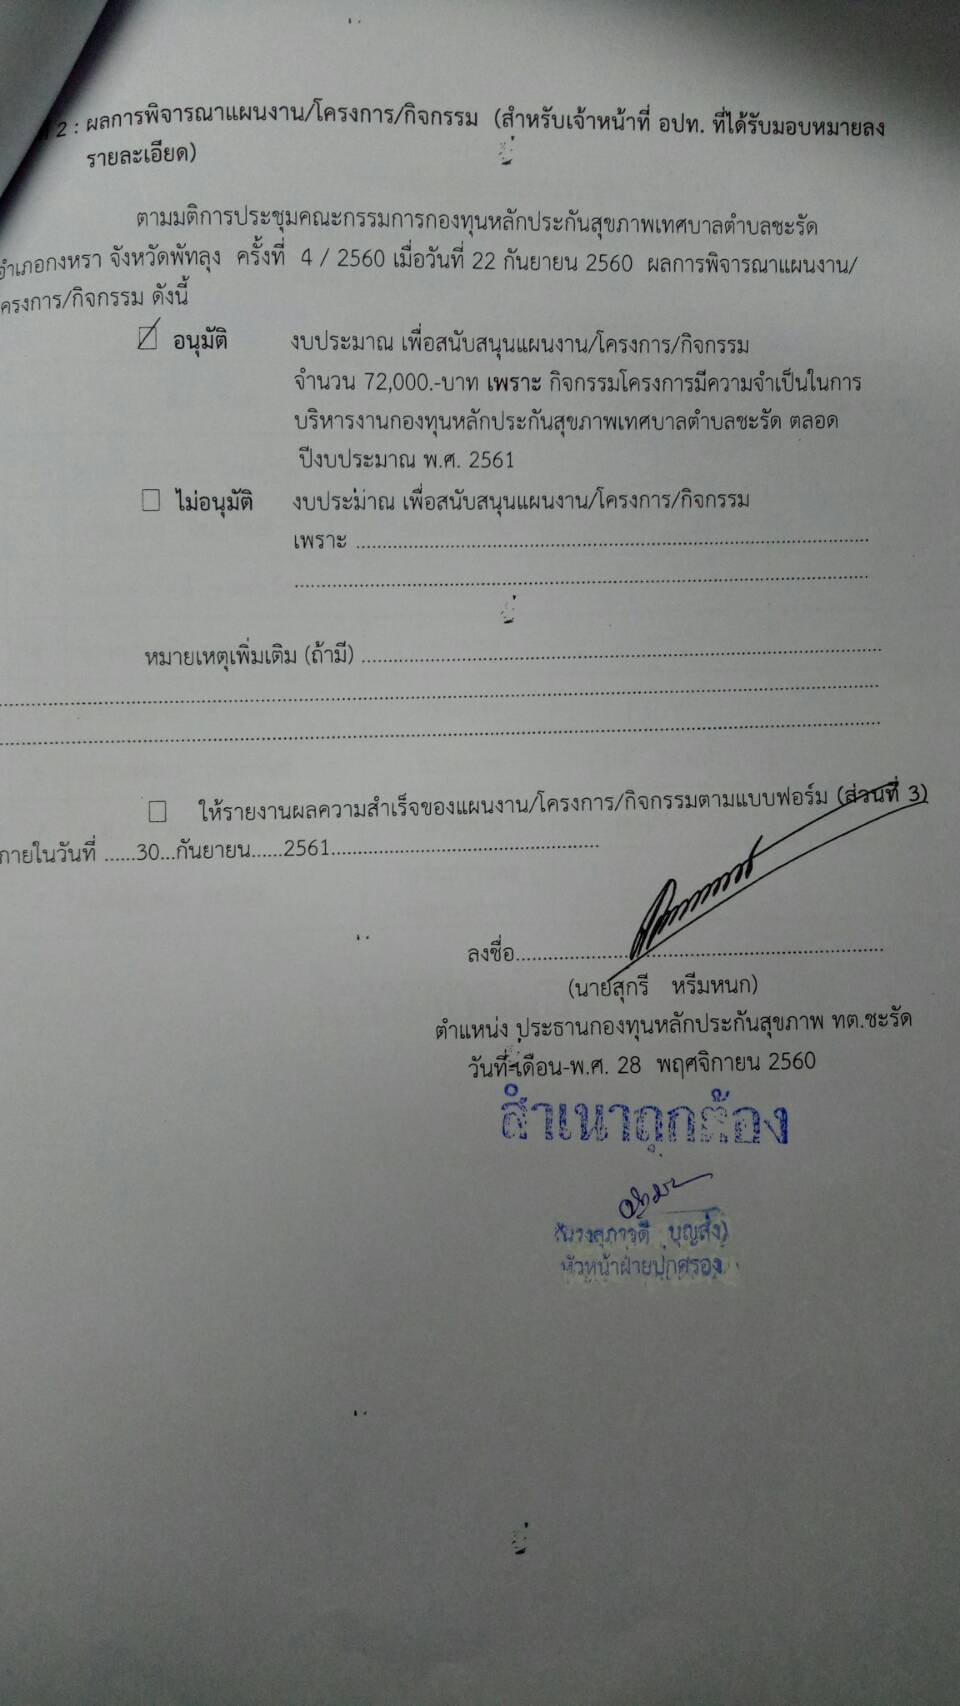 2 : ผลการพิจารณาแผนงาน/โครงการ/กิจกรรม (สำหรับเจ้าหน้าที่ อปท. ที่ได้รับมอบหมายลง
รายละเอียด)
ตามมติการประชุมคณะกรรมการกองทุนหลักประกันสุขภาพเทศบาลตำบลชะรัด
อำเภอกงหรา จังหวัดพัทลุง ครั้งที่ 4 / 2560 เมื่อวันที่ 22 กันยายน 2560 ผลการพิจารณาแผนงาน/
ครงการ/กิจกรรม ดังนี้
อนุมัติ งบประมาณ เพื่อสนับสนุนแผนงาน/โครงการ/กิจกรรม
จำนวน 72,000.-บาท เพราะ กิจกรรมโครงการมีความจำเป็นในการ
บริหารงานกองทุนหลักประกันสุขภาพเทศบาลตำบลชะรัด ตลอด
ปีงบประมาณ พ.ศ. 2561
ไม่อนุมัติ งบประม่าณ เพื่อสนับสนุนแผนงาน/โครงการ/กิจกรรม
เพราะ ........................................
........................................
หมายเหตุเพิ่มเติม (ถ้ามี) ........................................
........................................
........................................
ให้รายงานผลความสำเร็จของแผนงาน/โครงการ/กิจกรรมตามแบบฟอร์ม (ส่วนที่ 3)
ภายในวันที่ ......30...กันยายน......2561........................................
ลงชื่อ........................................
(นายสุกรี หรีมหนก)
ตำแหน่ง ประธานกองทุนหลักประกันสุขภาพ ทต.ชะรัด
วันที่-เดือน-พ.ศ. 28 พฤศจิกายน 2560
สำเนาถูกต้อง
(นางสุภาวดี บุญส่ง)
หัวหน้าฝ่ายปกครอง